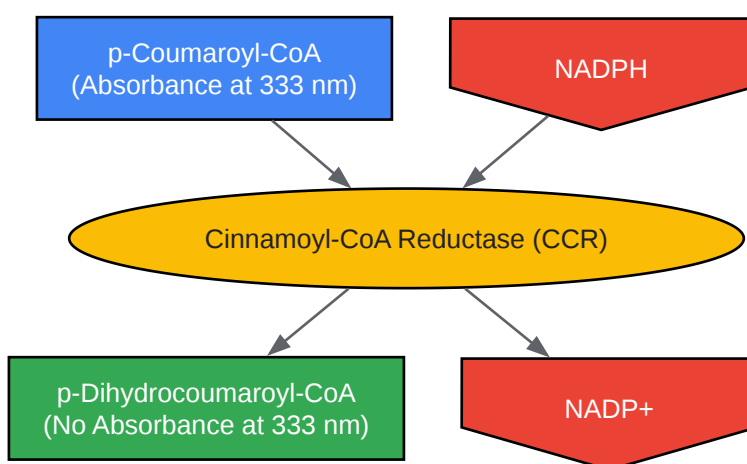 p-Coumaroyl-CoA
(Absorbance at 333 nm)
NADPH
Cinnamoyl-CoA Reductase (CCR)
p-Dihydrocoumaroyl-CoA
(No Absorbance at 333 nm)
NADP+